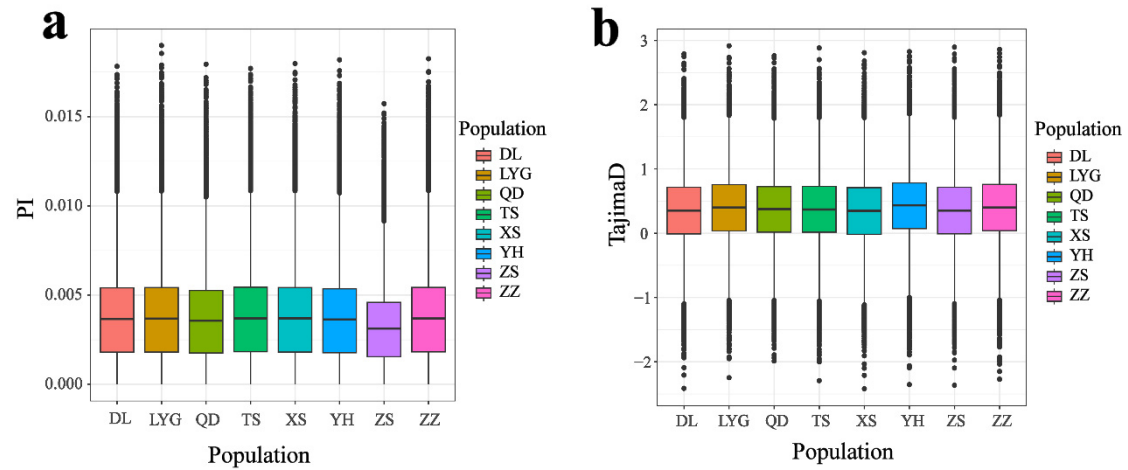 a
PI
0.015
0.010
0.005
0.000
DL LYG QD TS XS YH ZS ZZ
Population
Population
DL
LYG
QD
TS
XS
YH
ZS
ZZ
b
TajimaD
3
2
1
0
−1
−2
DL LYG QD TS XS YH ZS ZZ
Population
Population
DL
LYG
QD
TS
XS
YH
ZS
ZZ